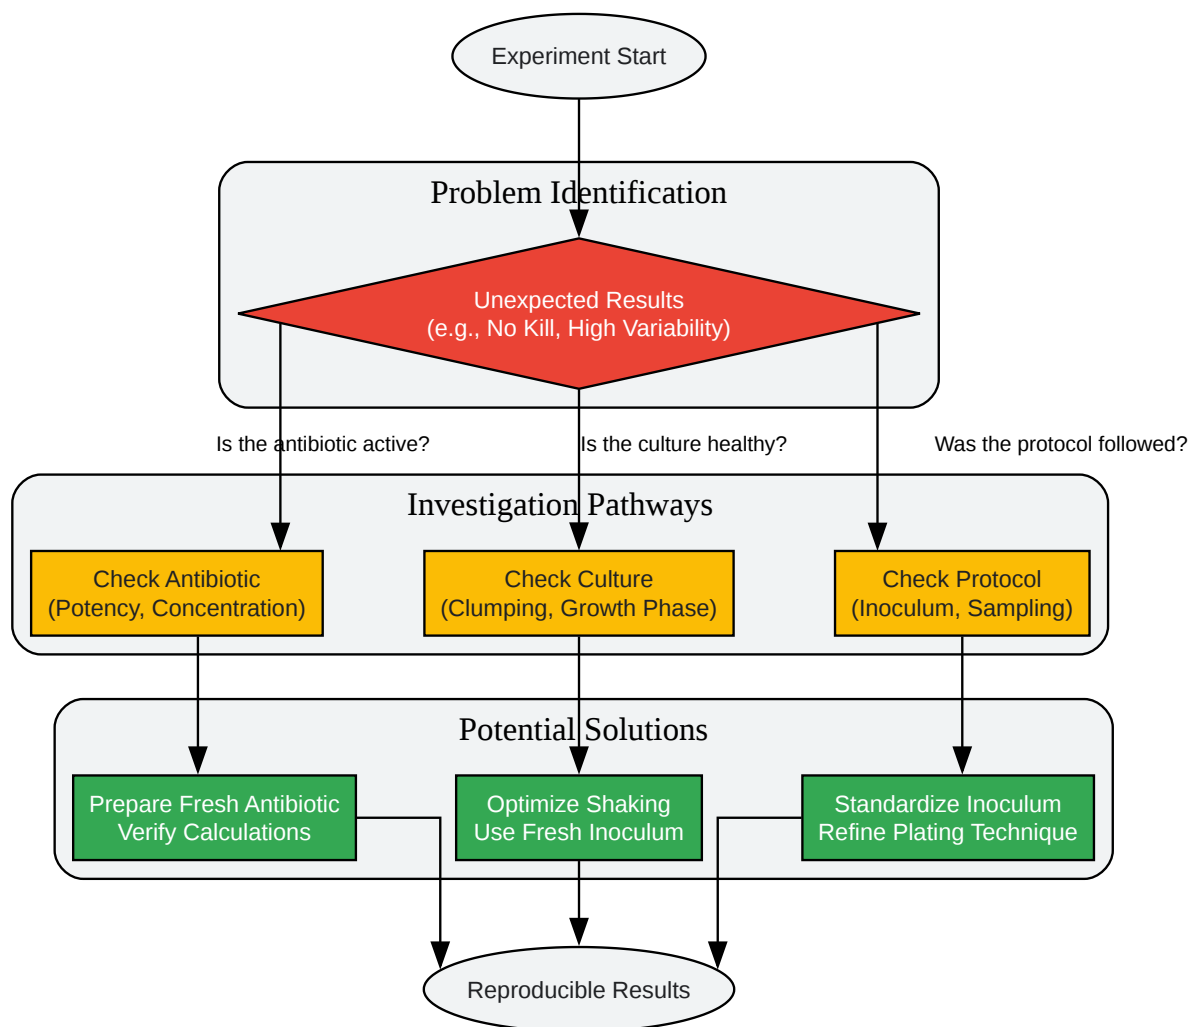 Experiment Start
Problem Identification
Unexpected Results
(e.g., No Kill, High Variability)
Is the antibiotic active?
Is the culture healthy?
Was the protocol followed?
Investigation Pathways
Check Antibiotic
(Potency, Concentration)
Check Culture
(Clumping, Growth Phase)
Check Protocol
(Inoculum, Sampling)
Potential Solutions
Prepare Fresh Antibiotic
Verify Calculations
Optimize Shaking
Use Fresh Inoculum
Standardize Inoculum
Refine Plating Technique
Reproducible Results